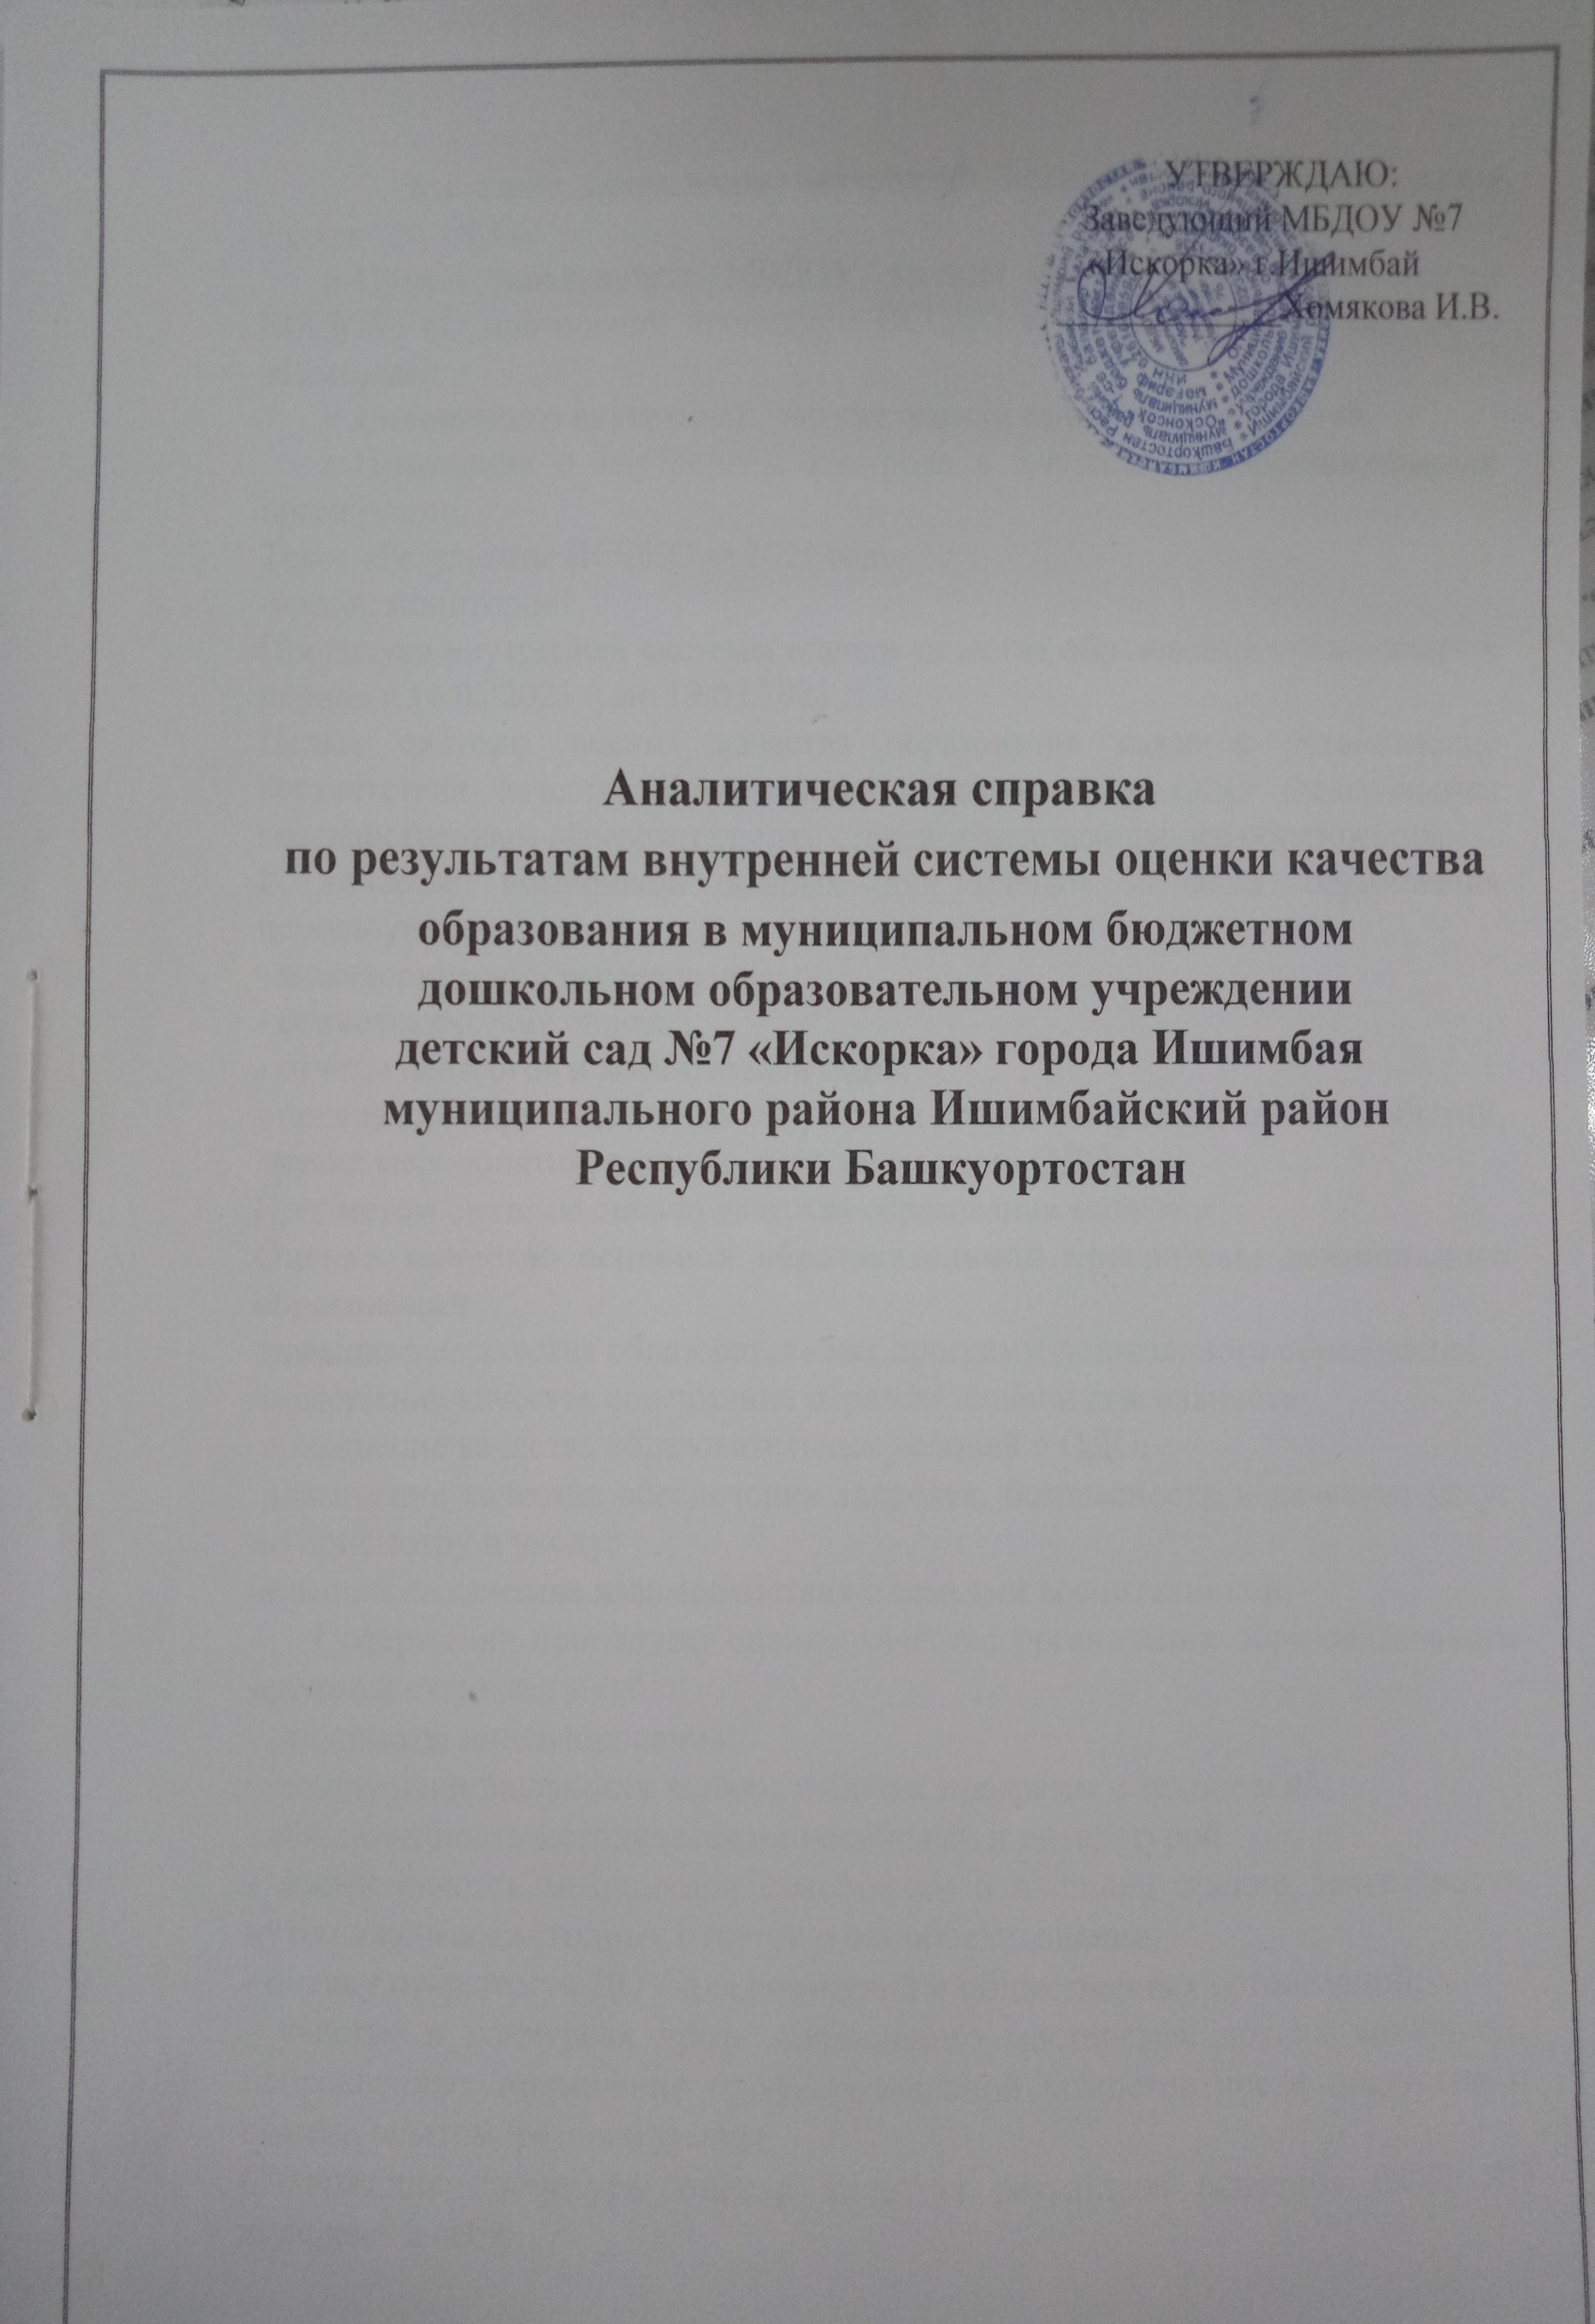 УТВЕРЖДАЮ:
Заведующий МБДОУ №7
«Искорка» г.Ишимбай
Хомякова И.В.
Аналитическая справка
по результатам внутренней системы оценки качества
образования в муниципальном бюджетном
дошкольном образовательном учреждении
детский сад №7 «Искорка» города Ишимбая
муниципального района Ишимбайский район
Республики Башкуортостан